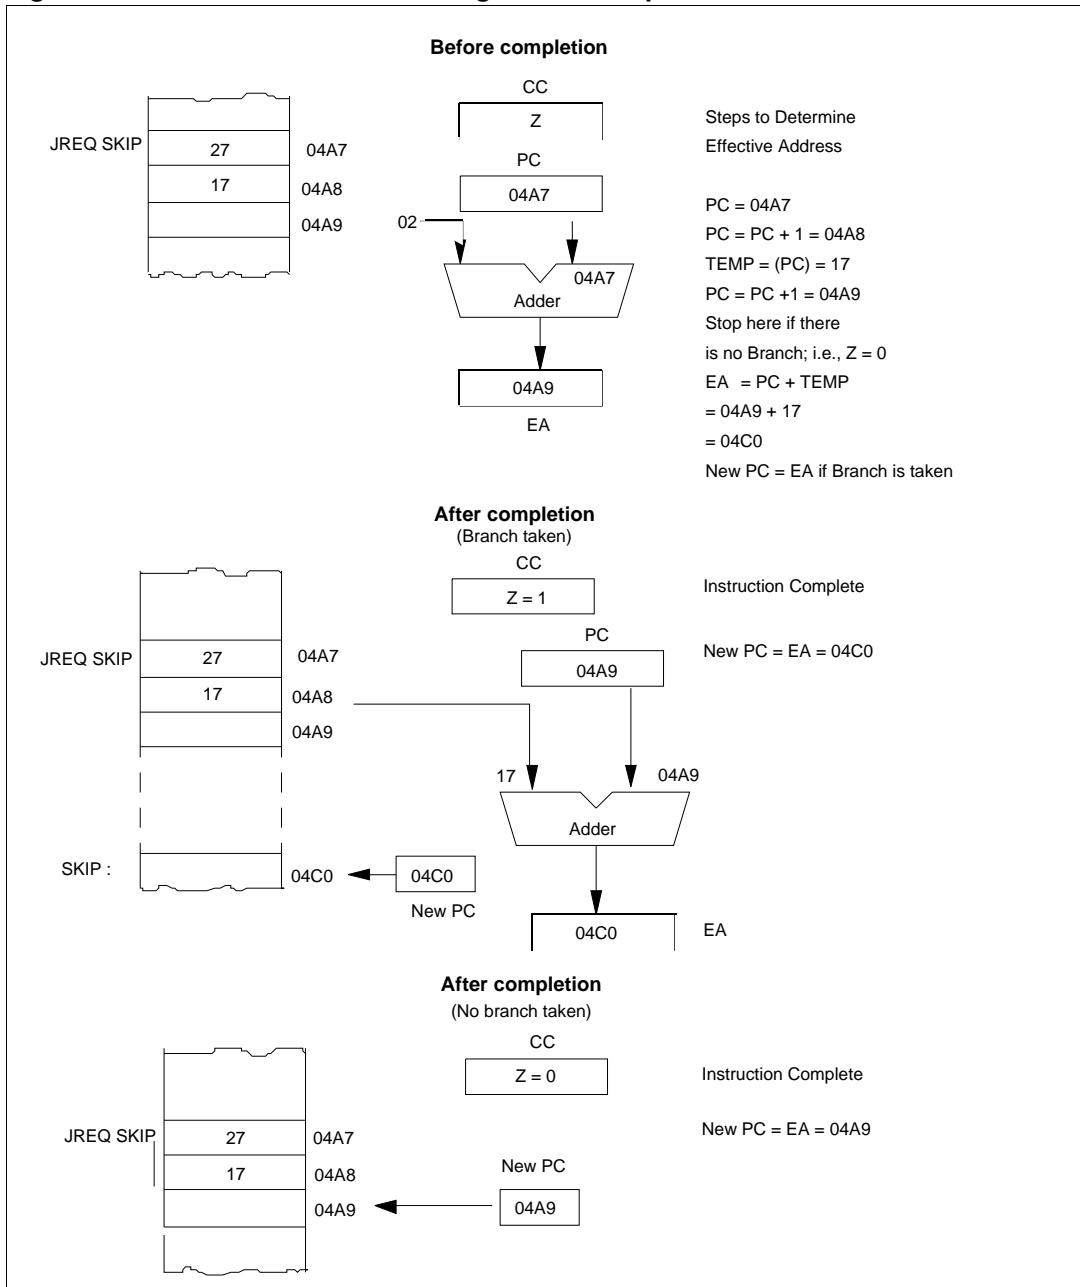 Before completion
CC
Z
JREQ SKIP
27
04A7
17
04A8
04A9
PC
04A7
02
04A7
Adder
04A9
EA
Steps to Determine
Effective Address
PC = 04A7
PC = PC + 1 = 04A8
TEMP = (PC) = 17
PC = PC +1 = 04A9
Stop here if there
is no Branch; i.e., Z = 0
EA = PC + TEMP
= 04A9 + 17
= 04C0
New PC = EA if Branch is taken
After completion
(Branch taken)
CC
Z = 1
Instruction Complete
PC
04A9
New PC = EA = 04C0
JREQ SKIP
27
04A7
17
04A8
04A9
17
04A9
Adder
SKIP :
04C0
04C0
New PC
04C0
EA
After completion
(No branch taken)
CC
Z = 0
Instruction Complete
New PC = EA = 04A9
JREQ SKIP
27
04A7
17
04A8
04A9
New PC
04A9